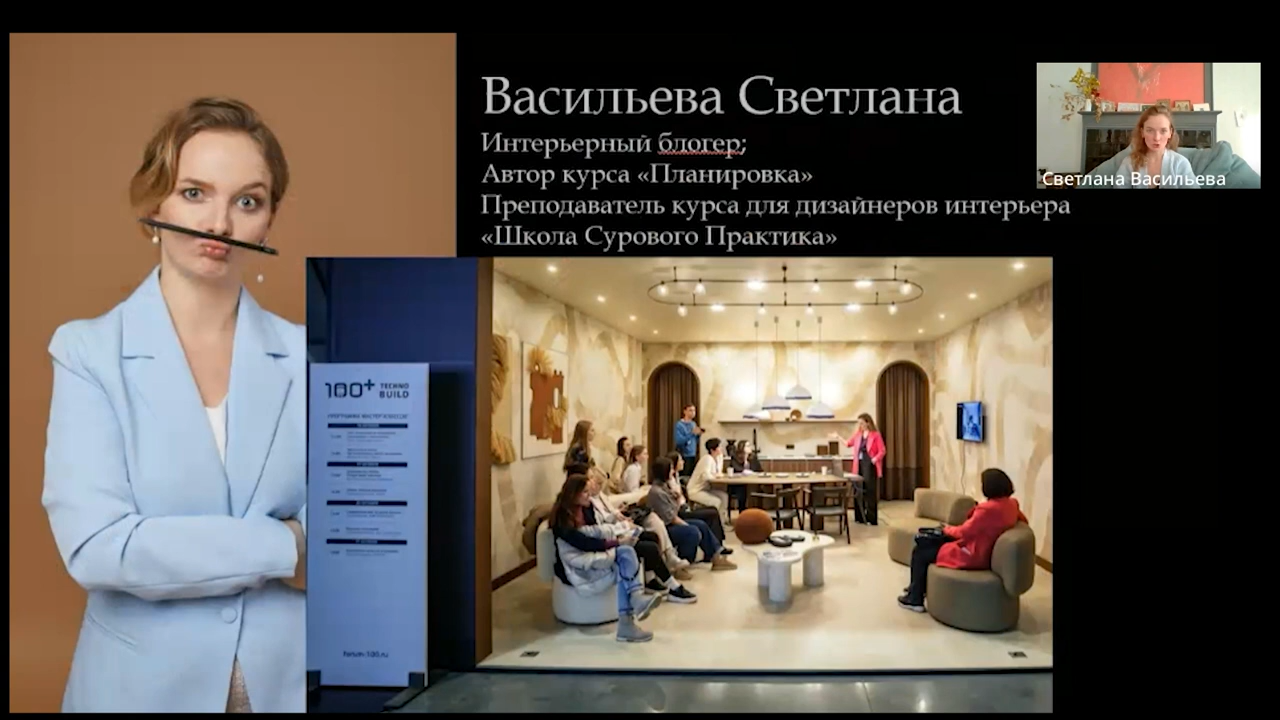 Васильева Светлана
Интерьерный блогер;
Автор курса «Планировка»
Преподаватель курса для дизайнеров интерьера
«Школа Сурового Практика»
Светлана Васильева
100+ TECHNO
BUILD
forum-100.ru